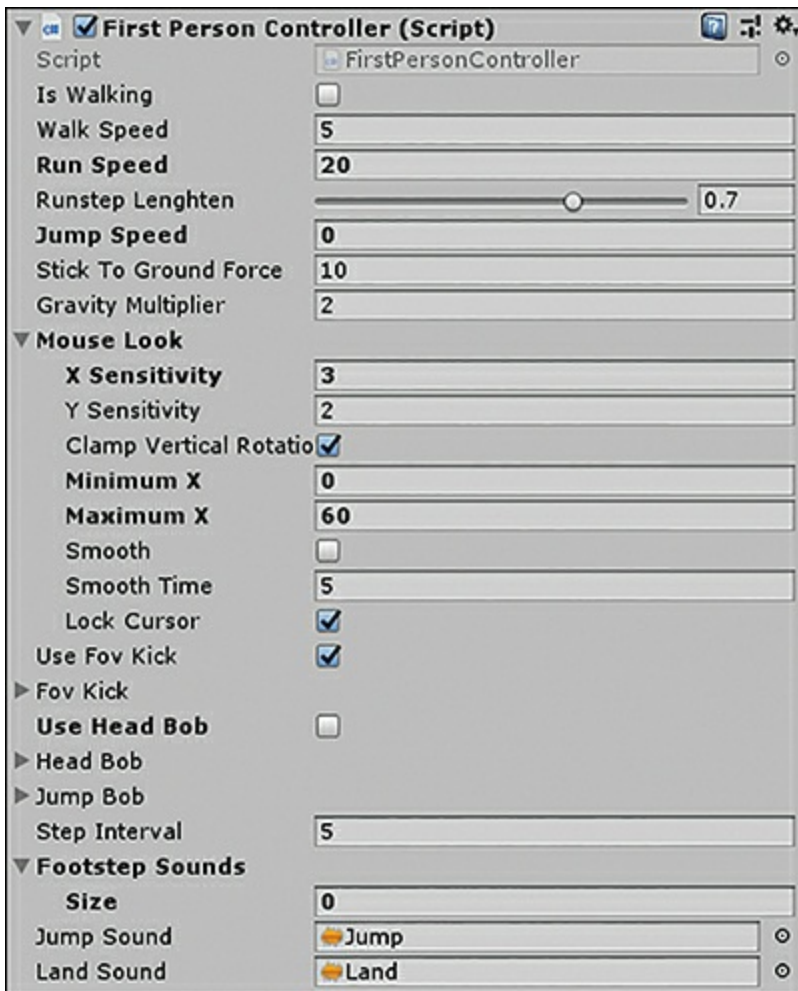 First Person Controller (Script)
Script FirstPersonController
Is Walking
Walk Speed 5
Run Speed 20
Runstep Lenghten 0.7
Jump Speed 0
Stick To Ground Force 10
Gravity Multiplier 2
Mouse Look
X Sensitivity 3
Y Sensitivity 2
Clamp Vertical Rotatio
Minimum X 0
Maximum X 60
Smooth
Smooth Time 5
Lock Cursor
Use Fov Kick
Fov Kick
Use Head Bob
Head Bob
Jump Bob
Step Interval 5
Footstep Sounds
Size 0
Jump Sound Jump
Land Sound Land